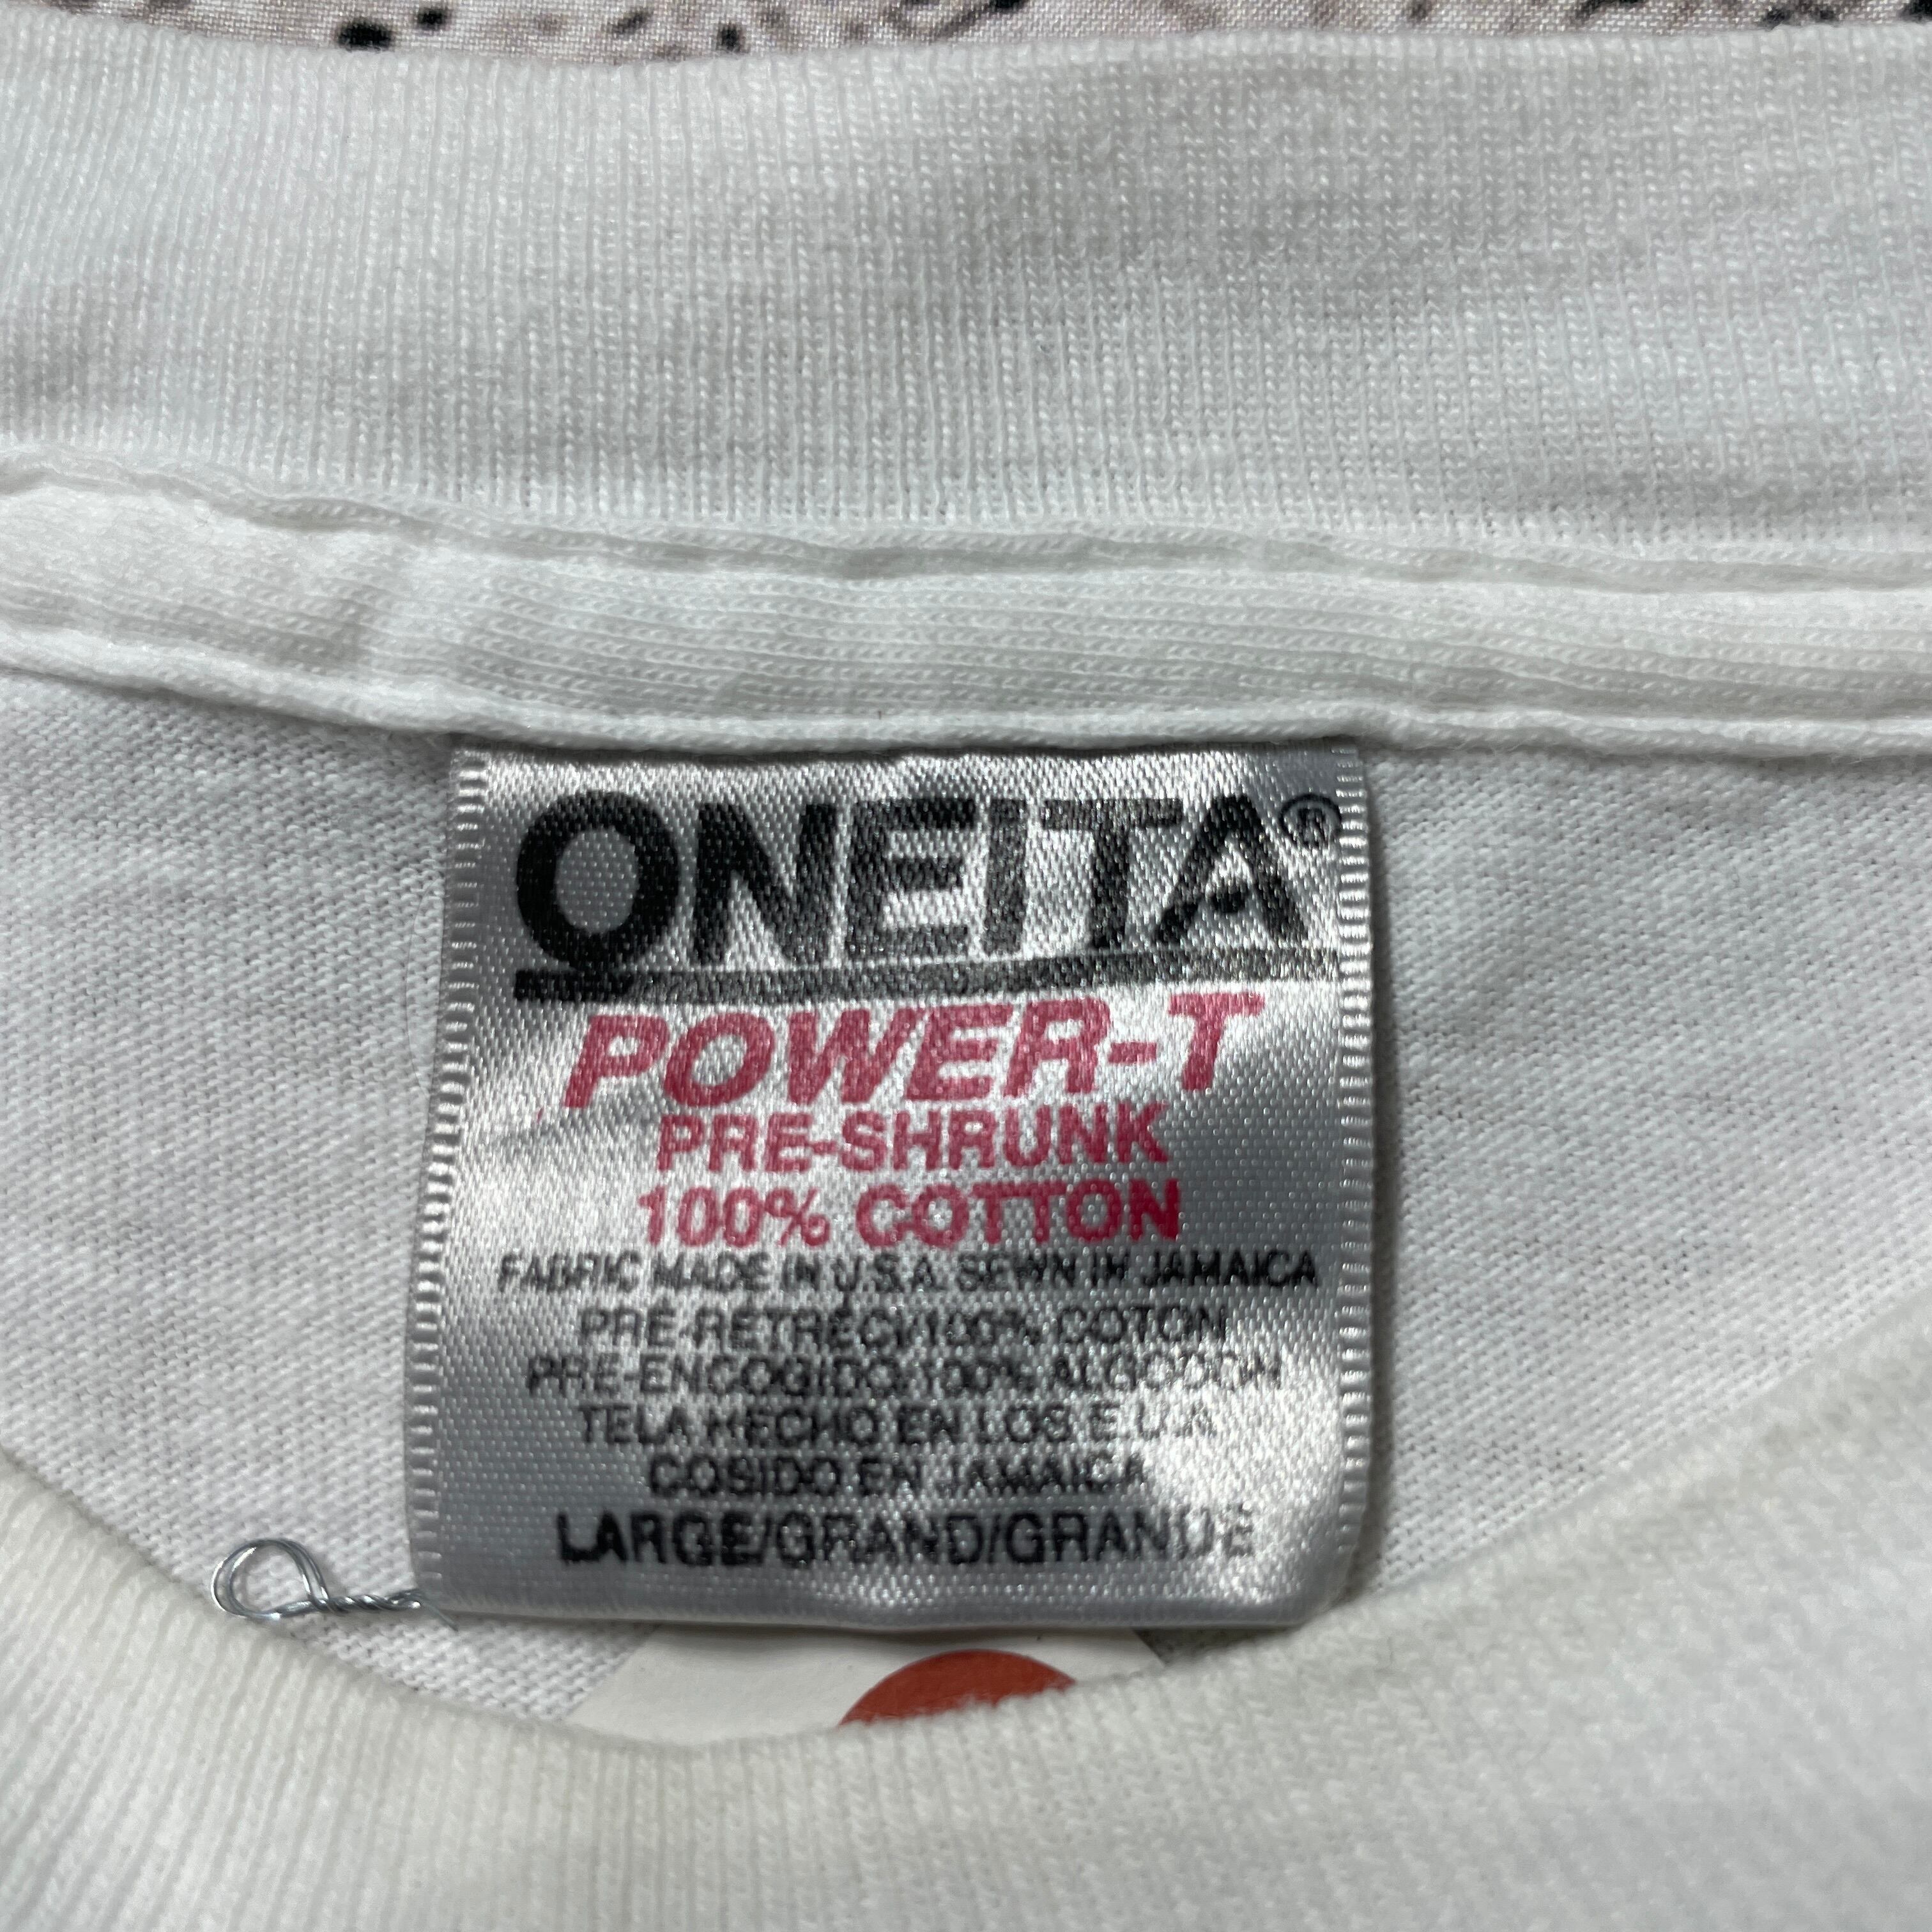 ONEITA®
POWER-T
PRE-SHRUNK
100% COTTON
FABRIC MADE IN U.S.A. SEWN IN JAMAICA
PRÉ-RÉTRÉCI/100% COTON
PRE-ENCOGIDO/100% ALGODON
TELA HECHO EN LOS E.U.A.
COSIDO EN JAMAICA
LARGE/GRAND/GRANDE